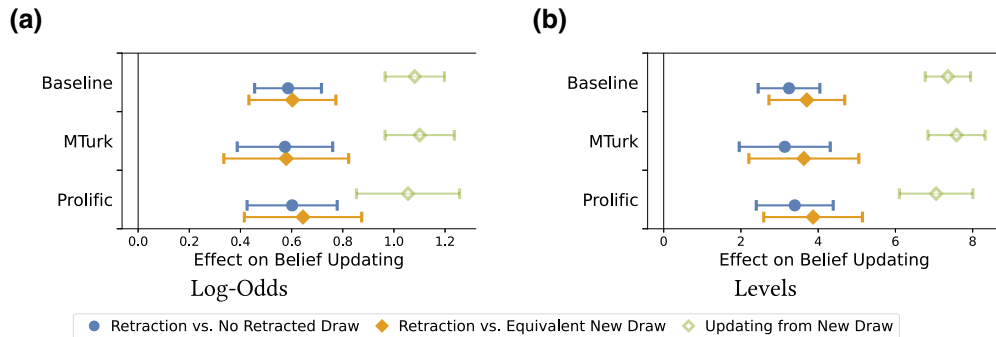 (a)
Baseline
MTurk
Prolific
0.0 0.2 0.4 0.6 0.8 1.0 1.2
Effect on Belief Updating
Log-Odds
(b)
Baseline
MTurk
Prolific
0 2 4 6 8
Effect on Belief Updating
Levels
Retraction vs. No Retracted Draw Retraction vs. Equivalent New Draw Updating from New Draw